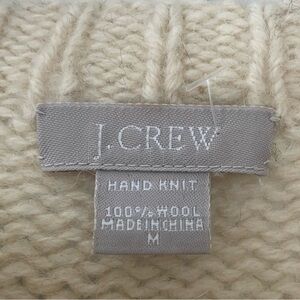 J.CREW
HAND KNIT
100% WOOL
MADE IN CHINA
M